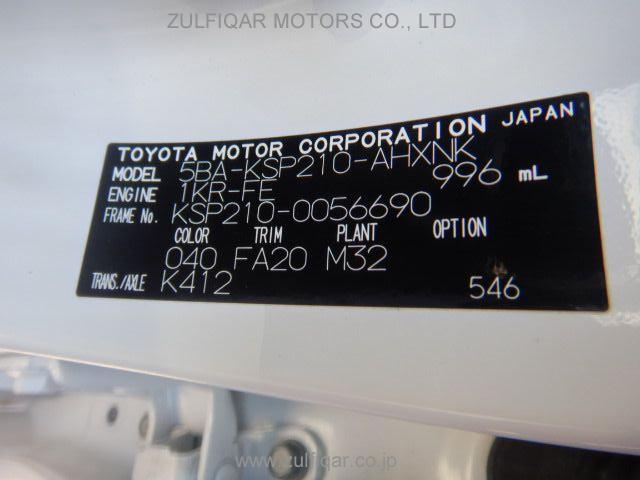 ZULFIQAR MOTORS CO., LTD
TOYOTA MOTOR CORPORATION JAPAN
MODEL 5BA-KSP210-AHXNK
ENGINE 1KR-FE 996 mL
FRAME No. KSP210-0056690
COLOR TRIM PLANT OPTION
040 FA20 M32
TRANS./AXLE K412 546
www.zulfiqar.co.jp